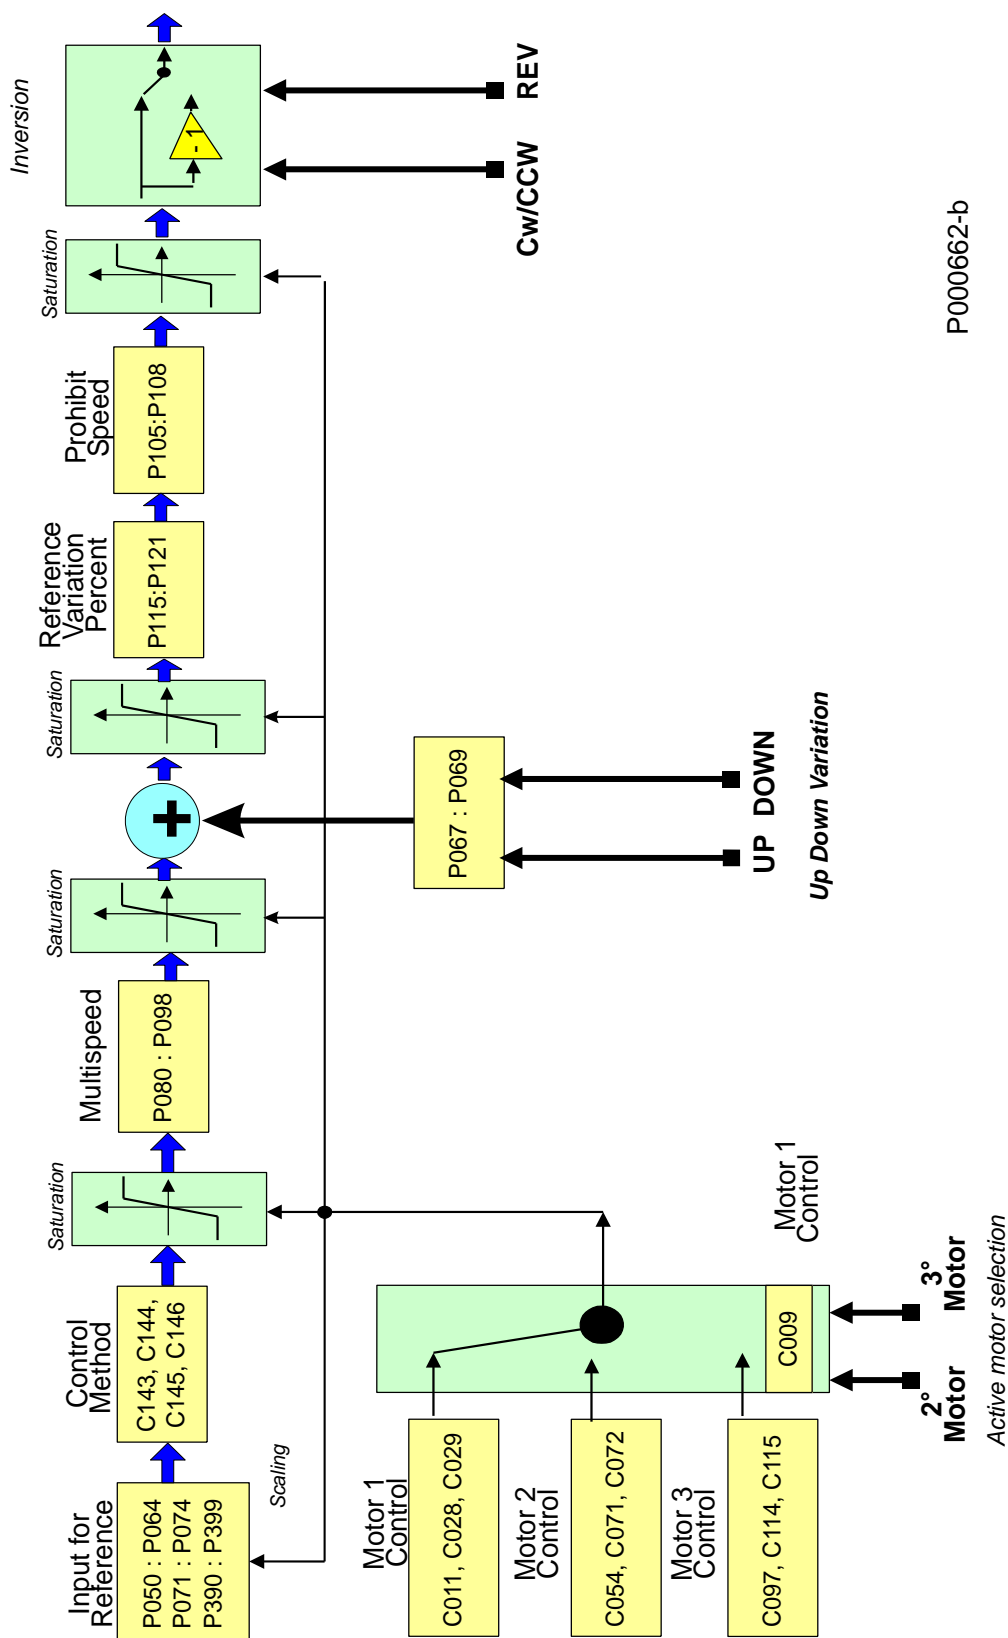 Input for
Reference
P050 : P064
P071 : P074
P390 : P399
Scaling
Control
Method
C143, C144,
C145, C146
Saturation
Multispeed
P080 : P098
Saturation
+
Saturation
Reference
Variation
Percent
P115:P121
Prohibit
Speed
P105:P108
Saturation
Inversion
- 1
Cw/CCW
REV
P067 : P069
UP
DOWN
Up Down Variation
Motor 1
Control
C011, C028, C029
Motor 2
Control
C054, C071, C072
Motor 3
Control
C097, C114, C115
C009
Motor 1
Control
2°
Motor
3°
Motor
Active motor selection
P000662-b